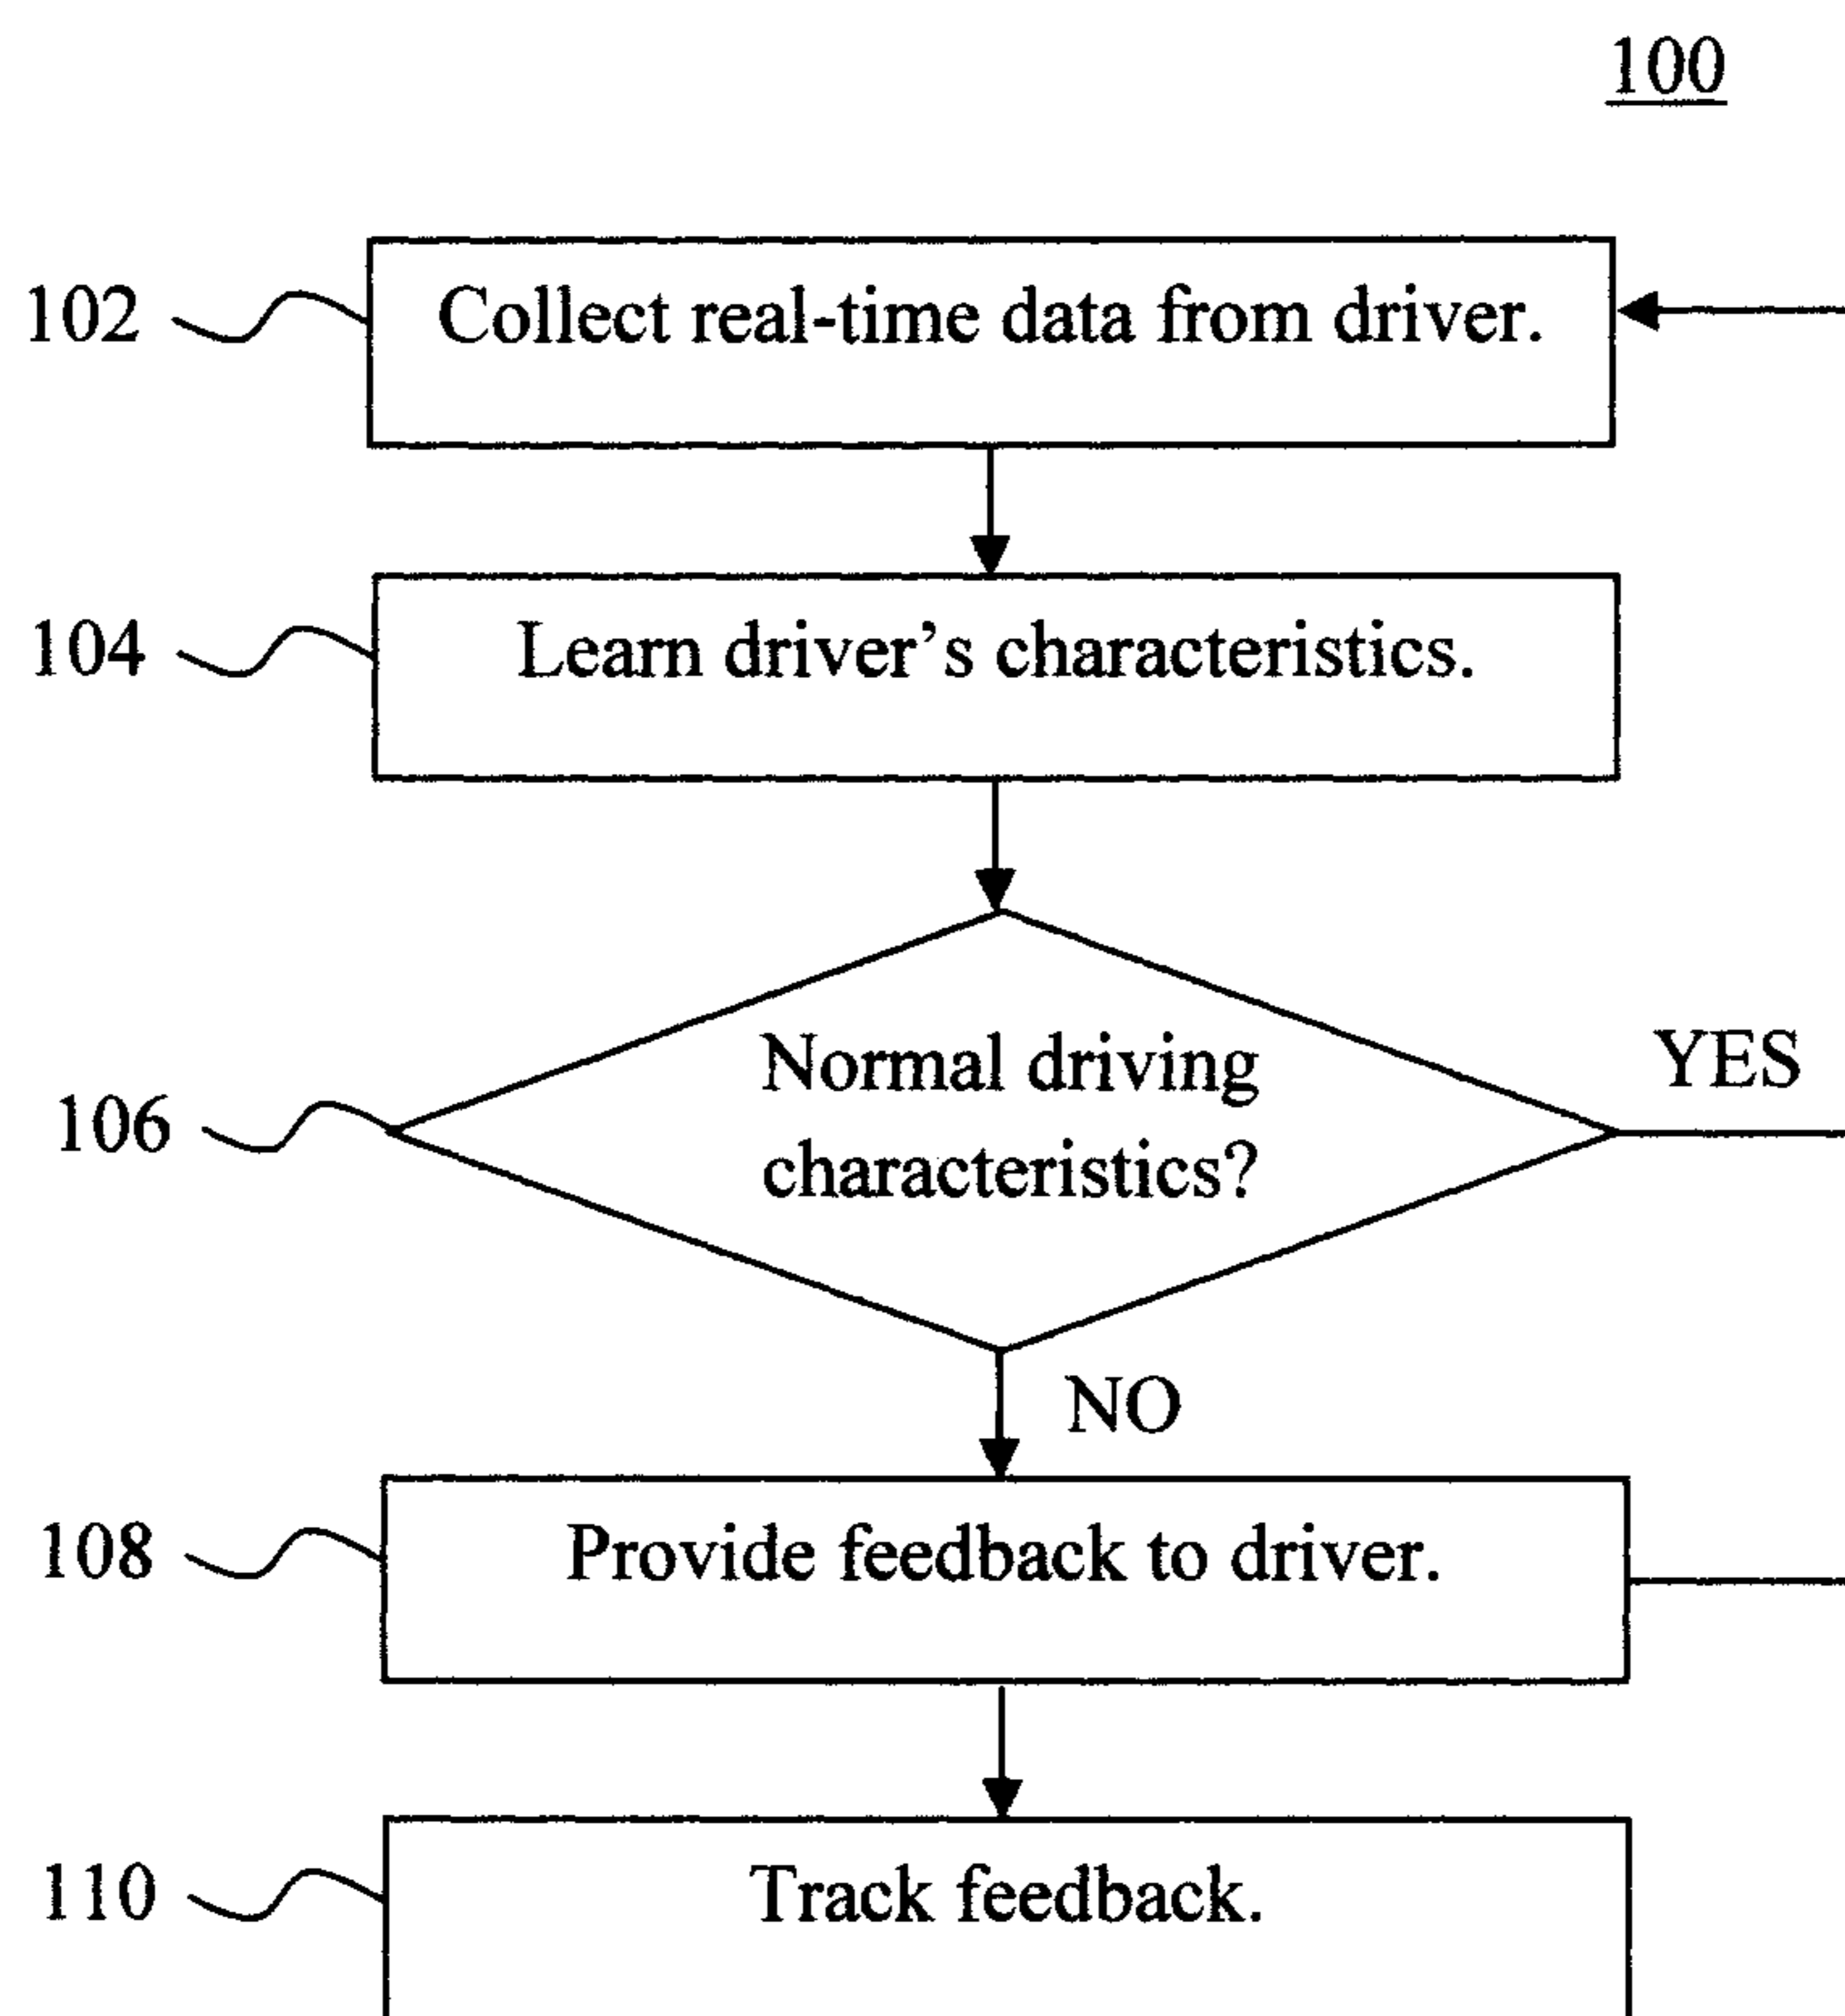 100
102
Collect real-time data from driver.
104
Learn driver's characteristics.
106
Normal driving
characteristics?
YES
NO
108
Provide feedback to driver.
110
Track feedback.